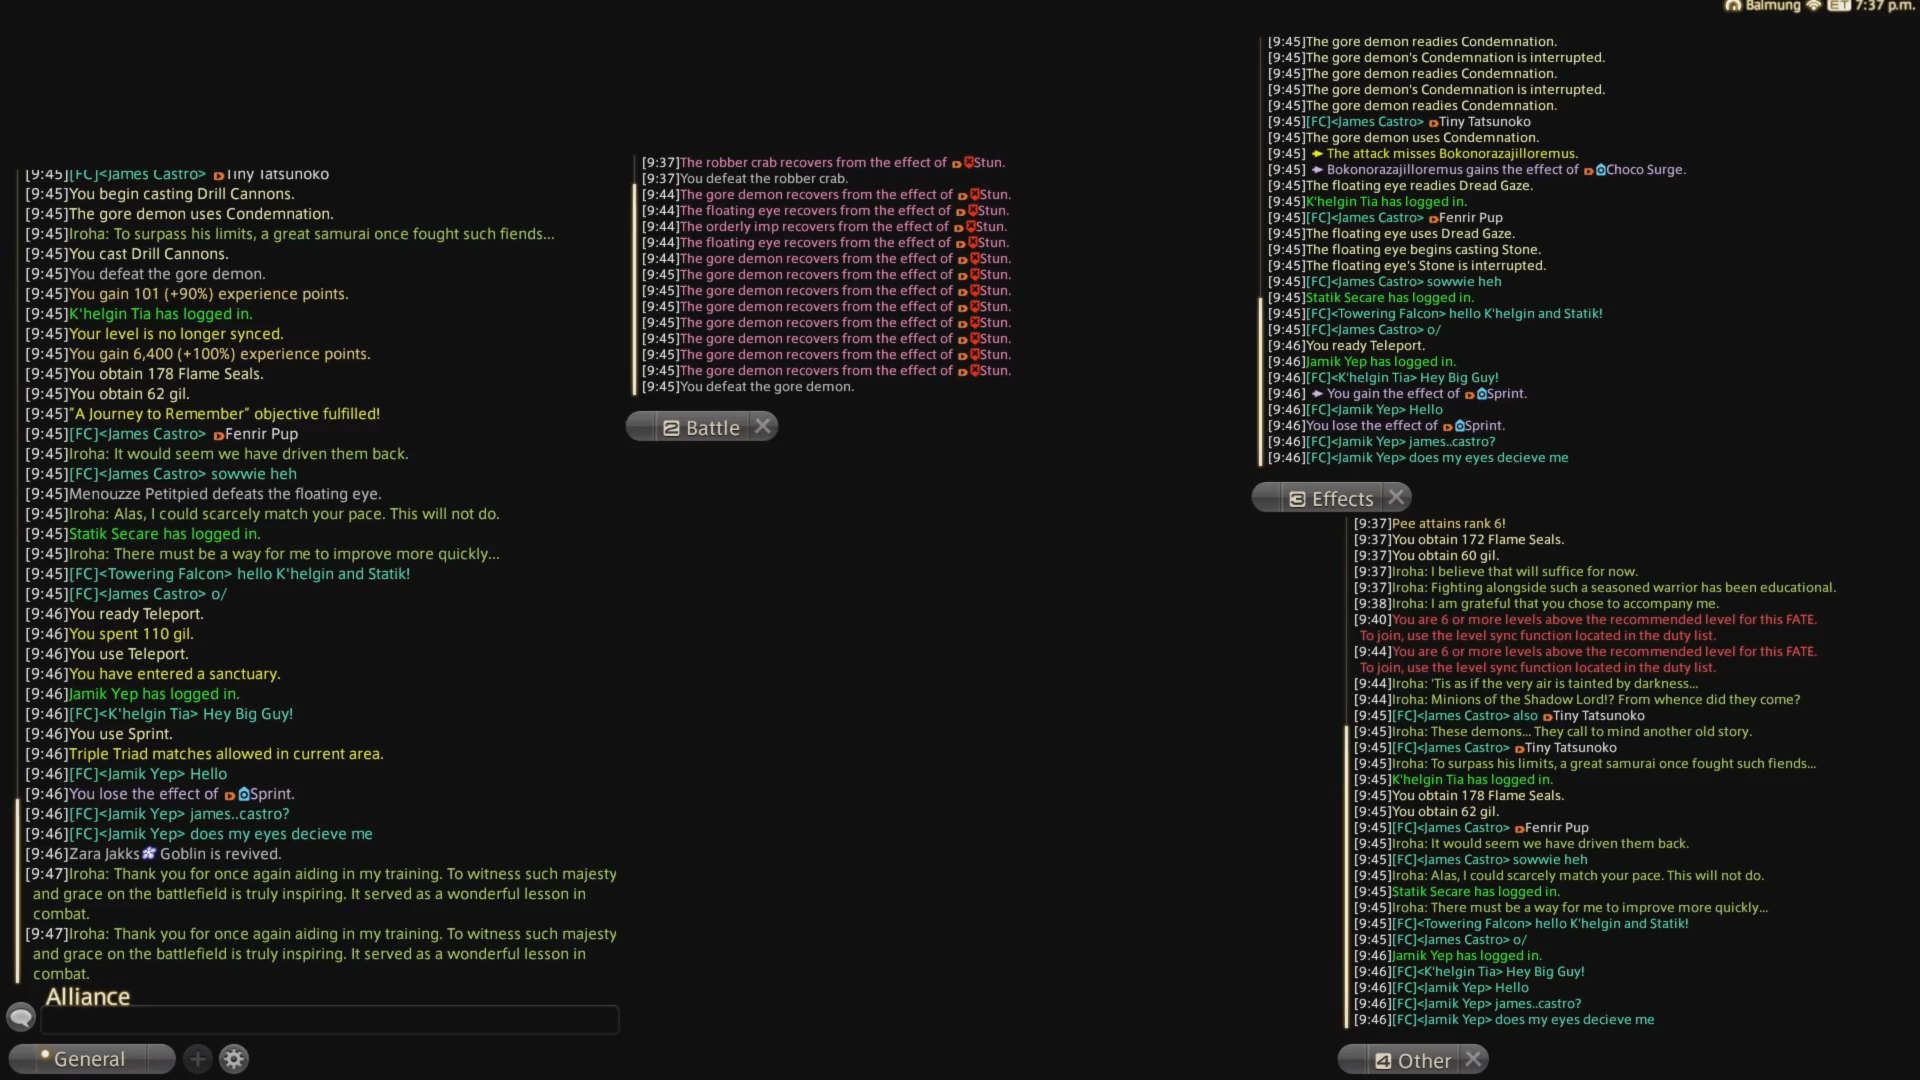 Balmung ET 7:37 p.m.
[9:45][FC]<James Castro> Tiny Tatsunoko
[9:45]You begin casting Drill Cannons.
[9:45]The gore demon uses Condemnation.
[9:45]Iroha: To surpass his limits, a great samurai once fought such fiends...
[9:45]You cast Drill Cannons.
[9:45]You defeat the gore demon.
[9:45]You gain 101 (+90%) experience points.
[9:45]K'helgin Tia has logged in.
[9:45]Your level is no longer synced.
[9:45]You gain 6,400 (+100%) experience points.
[9:45]You obtain 178 Flame Seals.
[9:45]You obtain 62 gil.
[9:45]"A Journey to Remember" objective fulfilled!
[9:45][FC]<James Castro> Fenrir Pup
[9:45]Iroha: It would seem we have driven them back.
[9:45][FC]<James Castro> sowwie heh
[9:45]Menouzze Petitpied defeats the floating eye.
[9:45]Iroha: Alas, I could scarcely match your pace. This will not do.
[9:45]Statik Secare has logged in.
[9:45]Iroha: There must be a way for me to improve more quickly...
[9:45][FC]<Towering Falcon> hello K'helgin and Statik!
[9:45][FC]<James Castro> o/
[9:46]You ready Teleport.
[9:46]You spent 110 gil.
[9:46]You use Teleport.
[9:46]You have entered a sanctuary.
[9:46]Jamik Yep has logged in.
[9:46][FC]<K'helgin Tia> Hey Big Guy!
[9:46]You use Sprint.
[9:46]Triple Triad matches allowed in current area.
[9:46][FC]<Jamik Yep> Hello
[9:46]You lose the effect of Sprint.
[9:46][FC]<Jamik Yep> james..castro?
[9:46][FC]<Jamik Yep> does my eyes decieve me
[9:46]Zara Jakks Goblin is revived.
[9:47]Iroha: Thank you for once again aiding in my training. To witness such majesty
and grace on the battlefield is truly inspiring. It served as a wonderful lesson in
combat.
[9:47]Iroha: Thank you for once again aiding in my training. To witness such majesty
and grace on the battlefield is truly inspiring. It served as a wonderful lesson in
combat.
Alliance
General
[9:37]The robber crab recovers from the effect of Stun.
[9:37]You defeat the robber crab.
[9:44]The gore demon recovers from the effect of Stun.
[9:44]The floating eye recovers from the effect of Stun.
[9:44]The orderly imp recovers from the effect of Stun.
[9:44]The floating eye recovers from the effect of Stun.
[9:44]The gore demon recovers from the effect of Stun.
[9:45]The gore demon recovers from the effect of Stun.
[9:45]The gore demon recovers from the effect of Stun.
[9:45]The gore demon recovers from the effect of Stun.
[9:45]The gore demon recovers from the effect of Stun.
[9:45]The gore demon recovers from the effect of Stun.
[9:45]The gore demon recovers from the effect of Stun.
[9:45]The gore demon recovers from the effect of Stun.
[9:45]You defeat the gore demon.
2 Battle
[9:45]The gore demon readies Condemnation.
[9:45]The gore demon's Condemnation is interrupted.
[9:45]The gore demon readies Condemnation.
[9:45]The gore demon's Condemnation is interrupted.
[9:45]The gore demon readies Condemnation.
[9:45][FC]<James Castro> Tiny Tatsunoko
[9:45]The gore demon uses Condemnation.
[9:45] The attack misses Bokonorazajilloremus.
[9:45] Bokonorazajilloremus gains the effect of Choco Surge.
[9:45]The floating eye readies Dread Gaze.
[9:45]K'helgin Tia has logged in.
[9:45][FC]<James Castro> Fenrir Pup
[9:45]The floating eye uses Dread Gaze.
[9:45]The floating eye begins casting Stone.
[9:45]The floating eye's Stone is interrupted.
[9:45][FC]<James Castro> sowwie heh
[9:45]Statik Secare has logged in.
[9:45][FC]<Towering Falcon> hello K'helgin and Statik!
[9:45][FC]<James Castro> o/
[9:46]You ready Teleport.
[9:46]Jamik Yep has logged in.
[9:46][FC]<K'helgin Tia> Hey Big Guy!
[9:46] You gain the effect of Sprint.
[9:46][FC]<Jamik Yep> Hello
[9:46]You lose the effect of Sprint.
[9:46][FC]<Jamik Yep> james..castro?
[9:46][FC]<Jamik Yep> does my eyes decieve me
3 Effects
[9:37]Pee attains rank 6!
[9:37]You obtain 172 Flame Seals.
[9:37]You obtain 60 gil.
[9:37]Iroha: I believe that will suffice for now.
[9:37]Iroha: Fighting alongside such a seasoned warrior has been educational.
[9:38]Iroha: I am grateful that you chose to accompany me.
[9:40]You are 6 or more levels above the recommended level for this FATE.
To join, use the level sync function located in the duty list.
[9:44]You are 6 or more levels above the recommended level for this FATE.
To join, use the level sync function located in the duty list.
[9:44]Iroha: 'Tis as if the very air is tainted by darkness...
[9:44]Iroha: Minions of the Shadow Lord!? From whence did they come?
[9:45][FC]<James Castro> also Tiny Tatsunoko
[9:45]Iroha: These demons... They call to mind another old story.
[9:45][FC]<James Castro> Tiny Tatsunoko
[9:45]Iroha: To surpass his limits, a great samurai once fought such fiends...
[9:45]K'helgin Tia has logged in.
[9:45]You obtain 178 Flame Seals.
[9:45]You obtain 62 gil.
[9:45][FC]<James Castro> Fenrir Pup
[9:45]Iroha: It would seem we have driven them back.
[9:45][FC]<James Castro> sowwie heh
[9:45]Iroha: Alas, I could scarcely match your pace. This will not do.
[9:45]Statik Secare has logged in.
[9:45]Iroha: There must be a way for me to improve more quickly...
[9:45][FC]<Towering Falcon> hello K'helgin and Statik!
[9:45][FC]<James Castro> o/
[9:46]Jamik Yep has logged in.
[9:46][FC]<K'helgin Tia> Hey Big Guy!
[9:46][FC]<Jamik Yep> Hello
[9:46][FC]<Jamik Yep> james..castro?
[9:46][FC]<Jamik Yep> does my eyes decieve me
4 Other